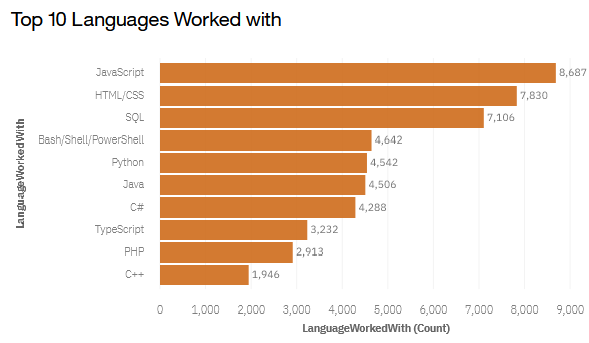 Top 10 Languages Worked with
LanguageWorkedWith
JavaScript 8,687
HTML/CSS 7,830
SQL 7,106
Bash/Shell/PowerShell 4,642
Python 4,542
Java 4,506
C# 4,288
TypeScript 3,232
PHP 2,913
C++ 1,946
0 1,000 2,000 3,000 4,000 5,000 6,000 7,000 8,000 9,000
LanguageWorkedWith (Count)